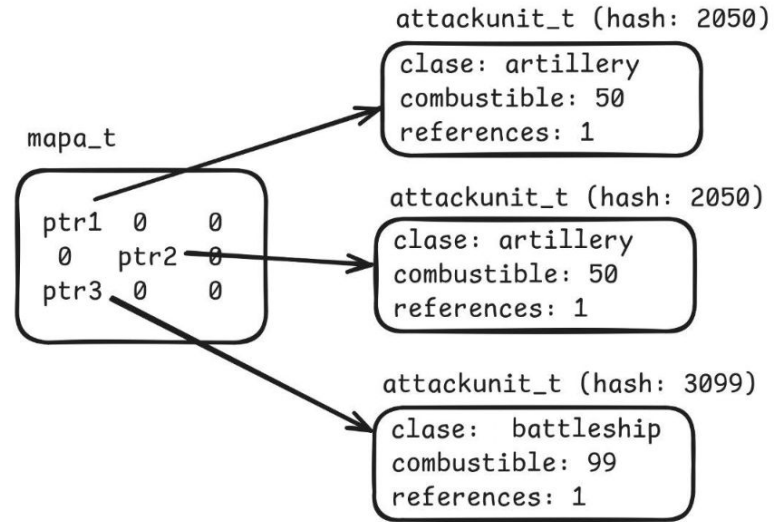 attackunit_t (hash: 2050)
clase: artillery
combustible: 50
references: 1
mapa_t
ptr1 0 0
0 ptr2 0
ptr3 0 0
attackunit_t (hash: 2050)
clase: artillery
combustible: 50
references: 1
attackunit_t (hash: 3099)
clase: battleship
combustible: 99
references: 1